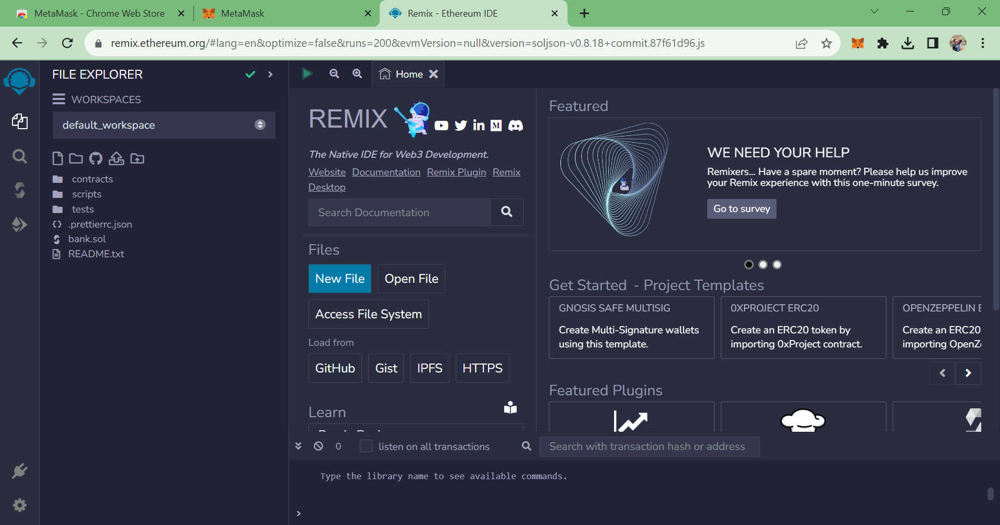 MetaMask - Chrome Web Store
MetaMask
Remix - Ethereum IDE
remix.ethereum.org/#lang=en&optimize=false&runs=200&evmVersion=null&version=soljson-v0.8.18+commit.87f61d96.js
FILE EXPLORER
WORKSPACES
default_workspace
contracts
scripts
tests
.prettierrc.json
bank.sol
README.txt
Home
REMIX
The Native IDE for Web3 Development.
Website Documentation Remix Plugin Remix
Desktop
Search Documentation
Files
New File Open File
Access File System
Load from
GitHub Gist IPFS HTTPS
Learn
Featured
WE NEED YOUR HELP
Remixers... Have a spare moment? Please help us improve
your Remix experience with this one-minute survey.
Go to survey
Get Started - Project Templates
GNOSIS SAFE MULTISIG
Create Multi-Signature wallets
using this template.
0XPROJECT ERC20
Create an ERC20 token by
importing 0xProject contract.
OPENZEPPELIN
Create an ERC20
importing
Featured Plugins
0 listen on all transactions
Search with transaction hash or address
Type the library name to see available commands.
>